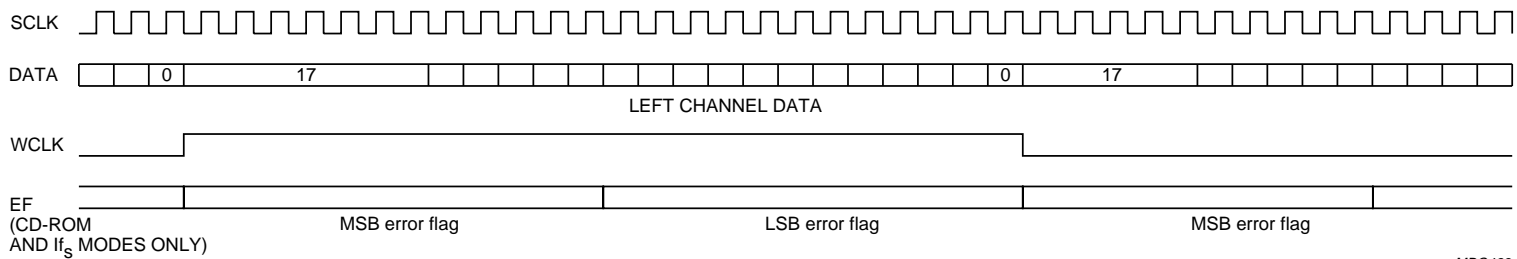 SCLK
DATA 0 17 0 17
LEFT CHANNEL DATA
WCLK
EF
(CD-ROM
AND Ifs MODES ONLY)
MSB error flag LSB error flag MSB error flag